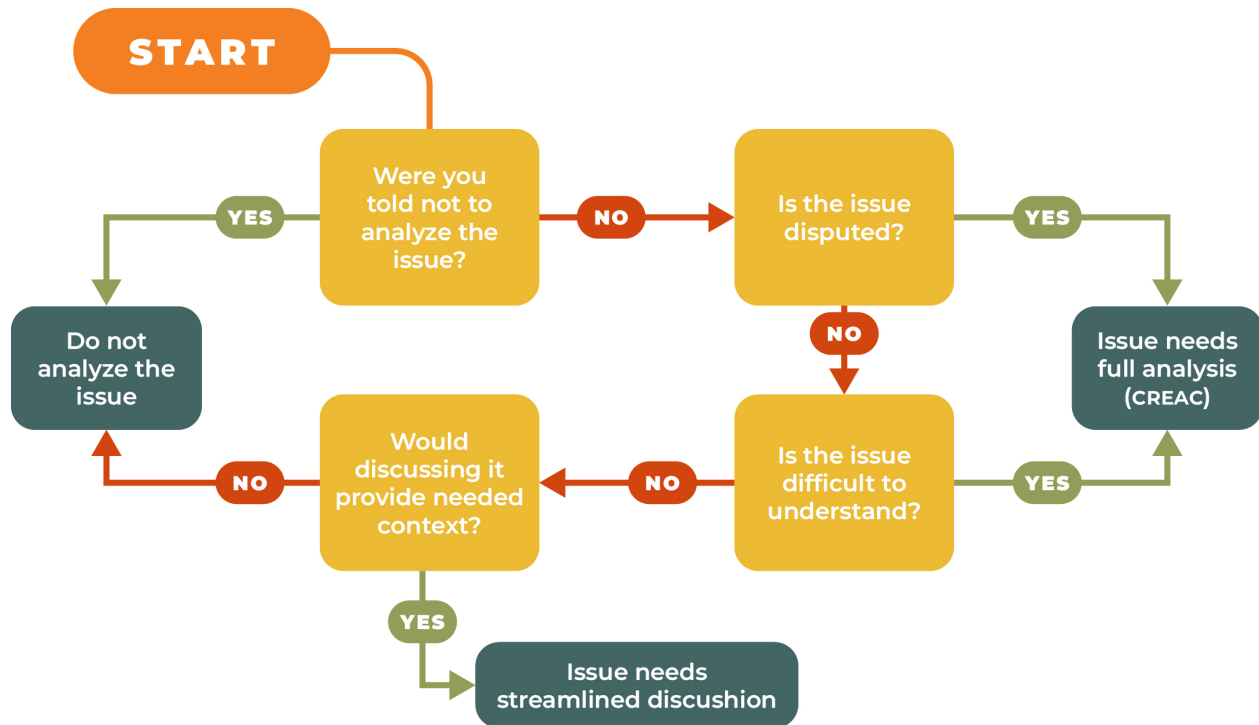 START
Were you
told not to
analyze the
issue?
YES
NO
Is the issue
disputed?
YES
NO
Do not
analyze the
issue
Issue needs
full analysis
(CREAC)
Would
discussing it
provide needed
context?
NO
NO
Is the issue
difficult to
understand?
YES
YES
Issue needs
streamlined discushion